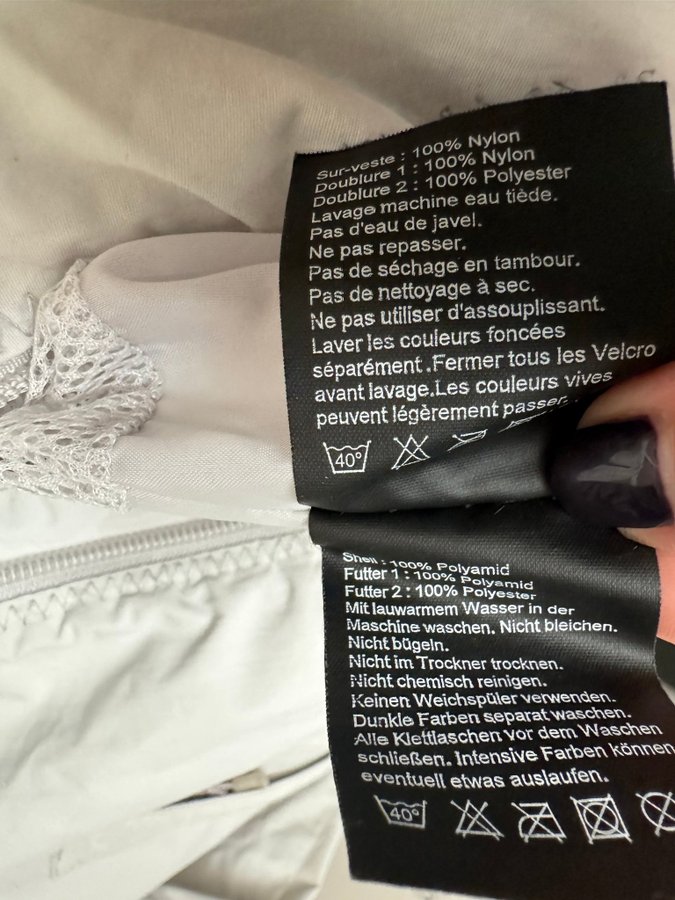 Sur-veste : 100% Nylon
Doublure 1 : 100% Nylon
Doublure 2 : 100% Polyester
Lavage machine eau tiède.
Pas d'eau de javel.
Ne pas repasser.
Pas de séchage en tambour.
Pas de nettoyage à sec.
Ne pas utiliser d'assouplissant.
Laver les couleurs foncées
séparément.Fermer tous les Velcro
avant lavage.Les couleurs vives
peuvent légèrement passer.
40°
Shell : 100% Polyamid
Futter 1 : 100% Polyamid
Futter 2 : 100% Polyester
Mit lauwarmem Wasser in der
Maschine waschen. Nicht bleichen.
Nicht bügeln.
Nicht im Trockner trocknen.
Nicht chemisch reinigen.
Keinen Weichspüler verwenden.
Dunkle Farben separat waschen.
Alle Klettlaschen vor dem Waschen
schließen. Intensive Farben können
eventuell etwas auslaufen.
40°